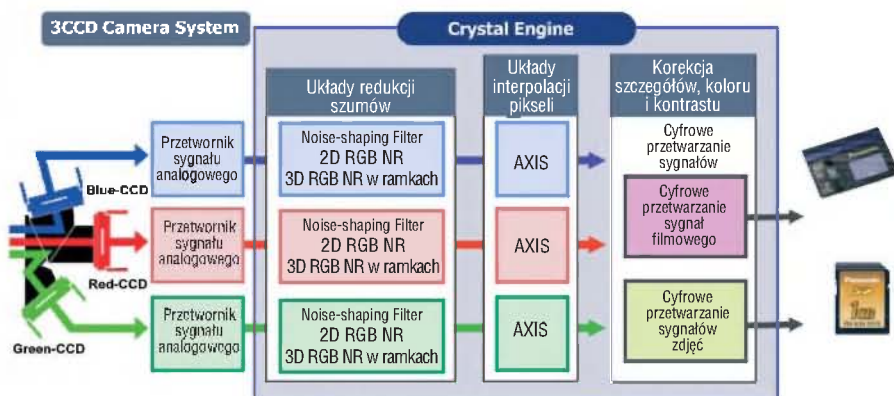 3CCD Camera System
Crystal Engine
Układy redukcji
szumów
Układy
interpolacji
pikseli
Korekcja
szczegółów, koloru
i kontrastu
Blue-CCD
Przetwornik
sygnału
analogowego
Noise-shaping Filter
2D RGB NR
3D RGB NR w ramkach
AXIS
Cyfrowe
przetwarzanie
sygnałów
Red-CCD
Przetwornik
sygnału
analogowego
Noise-shaping Filter
2D RGB NR
3D RGB NR w ramkach
AXIS
Cyfrowe
przetwarzanie
sygnał
filmowego
Green-CCD
Przetwornik
sygnału
analogowego
Noise-shaping Filter
2D RGB NR
3D RGB NR w ramkach
AXIS
Cyfrowe
przetwarzanie
sygnałów
zdjęć
Panasonic